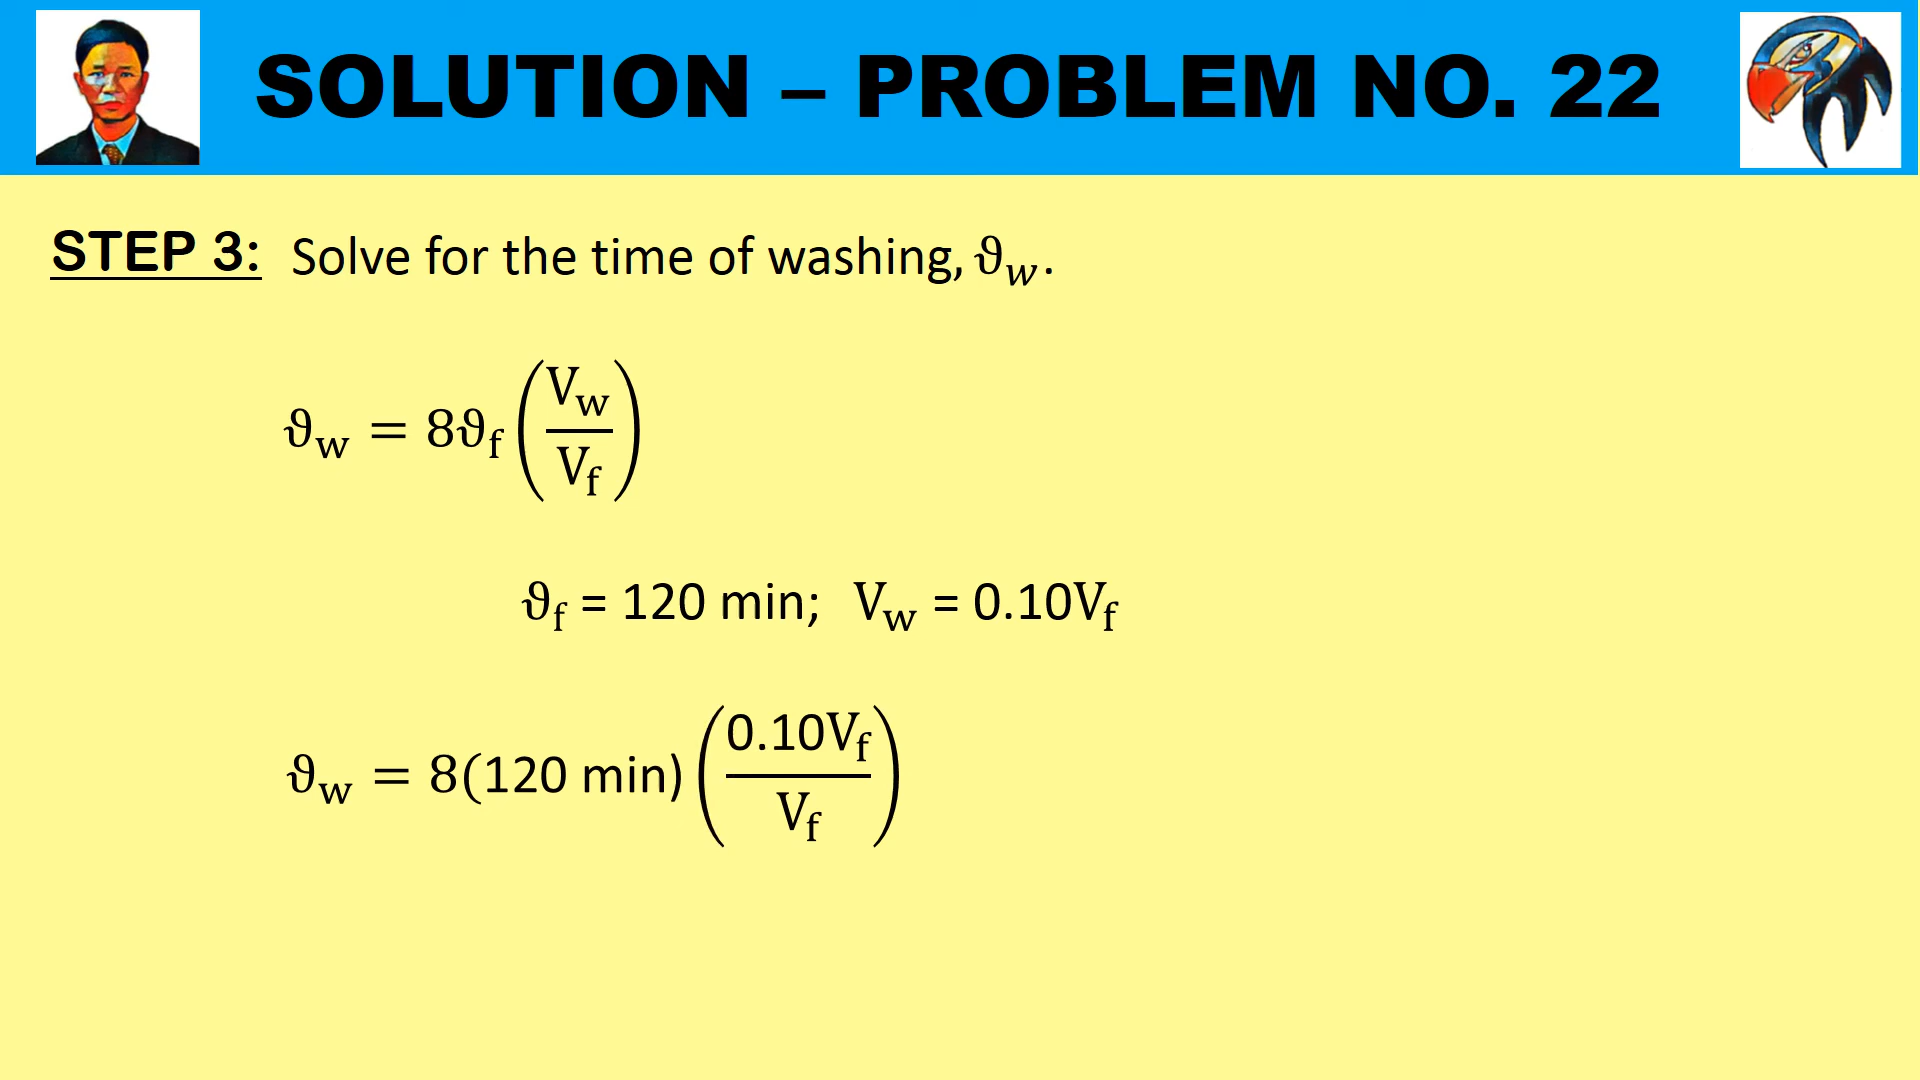 SOLUTION – PROBLEM NO. 22
STEP 3: Solve for the time of washing, ϑ_w.
ϑ_w = 8ϑ_f (V_w / V_f)
ϑ_f = 120 min; V_w = 0.10V_f
ϑ_w = 8(120 min) (0.10V_f / V_f)